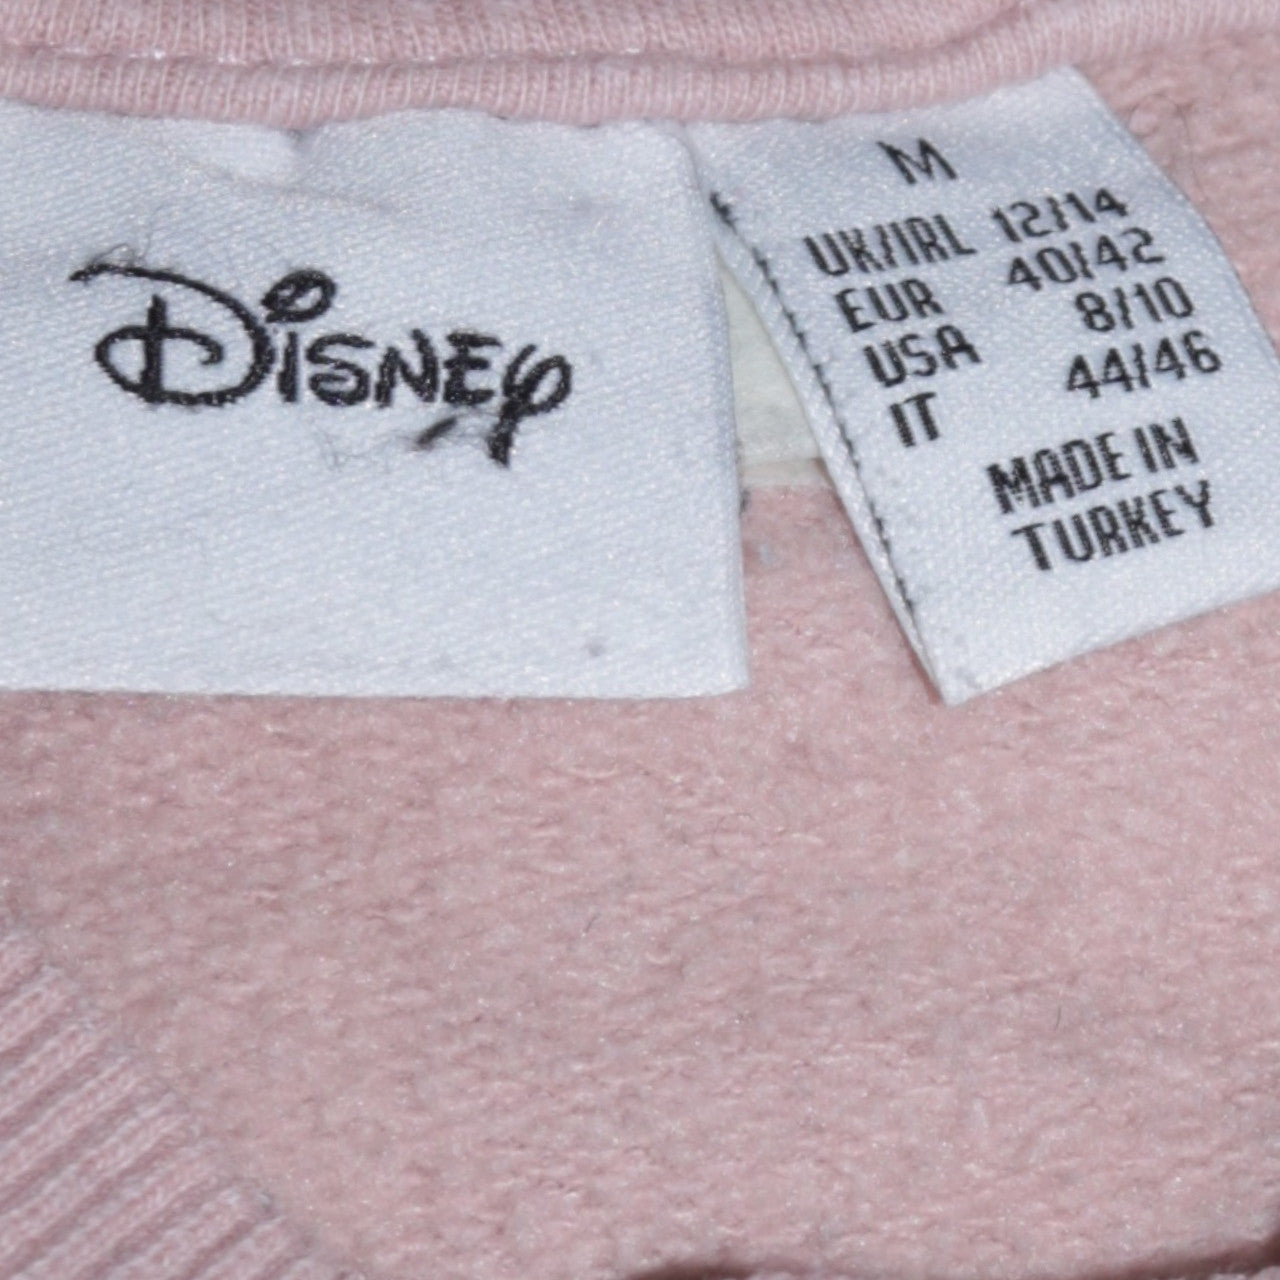 Disney
M
UK/IRL 12/14
EUR 40/42
USA 8/10
IT 44/46
MADE IN
TURKEY